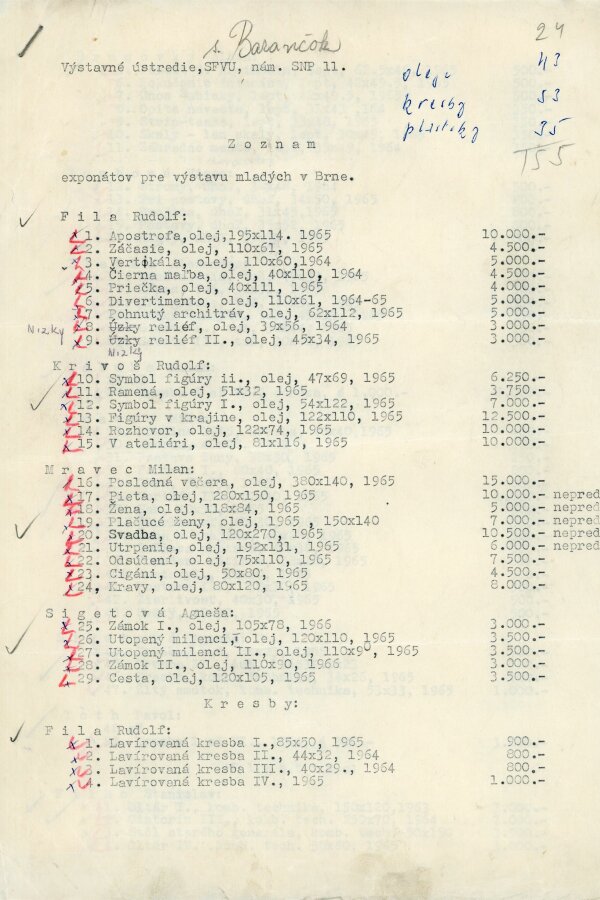 s. Barančok
24
Výstavné ústredie,SFVU, nám. SNP 11.
oleje 43
kresby 53
plastiky 35
155
Z o z n a m
exponátov pre výstavu mladých v Brne.
F i l a Rudolf:
1. Apostrofa,olej,195x114. 1965 10.000.-
2. Záčasie, olej, 110x61, 1965 4.500.-
3. Vertikála, olej, 110x60,1964 5.000.-
4. Čierna maľba, olej, 40x110, 1964 4.500.-
5. Priečka, olej, 40x111, 1965 4.000.-
6. Divertimento, olej, 110x61, 1964-65 5.000.-
7. Pohnutý architráv, olej, 62x112, 1965 5.000.-
Nízky 8. Úzky reliéf, olej, 39x56, 1964 3.000.-
9. Úzky reliéf II., olej, 45x34, 1965 3.000.-
Nízky
K r i v o š Rudolf:
10. Symbol figúry ii., olej, 47x69, 1965 6.250.-
11. Ramená, olej, 51x32, 1965 3.750.-
12. Symbol figúry I., olej, 54x122, 1965 7.000.-
13. Figúry v krajine, olej, 122x110, 1965 12.500.-
14. Rozhovor, olej, 122x74, 1965 10.000.-
15. V ateliéri, olej, 81x116, 1965 10.000.-
M r a v e c Milan:
16. Posledná večera, olej, 380x140, 1965 15.000.-
17. Pieta, olej, 280x150, 1965 10.000.- nepred
18. Žena, olej, 118x84, 1965 5.000.- nepred
19. Plačucé ženy, olej, 1965 , 150x140 7.000.- nepred
20. Svadba, olej, 120x270, 1965 10.500.- nepred
21. Utrpenie, olej, 192x131, 1965 6.000.- nepred
22. Odsúdení, olej, 75x110, 1965 7.500.-
23. Cigáni, olej, 50x80, 1965 4.500.-
24, Kravy, olej, 80x120, 1965 8.000.-
S i g e t o v á Agneša:
25. Zámok I., olej, 105x78, 1966 3.000.-
26. Utopený milenci, olej, 120x110, 1965 3.500.-
27. Utopený milenci II., olej, 110x90, 1965 3.500.-
28. Zámok II., olej, 110x90, 1966 3.000.-
29. Cesta, olej, 120x105, 1965 3.500.-
K r e s b y:
F i l a Rudolf:
1. Lavírovaná kresba I.,85x50, 1965 900.-
2. Lavírovaná kresba II., 44x32, 1964 800.-
3. Lavírovaná kresba III., 40x29., 1964 800.-
4. Lavírovaná kresba IV., 1965 1.000.-